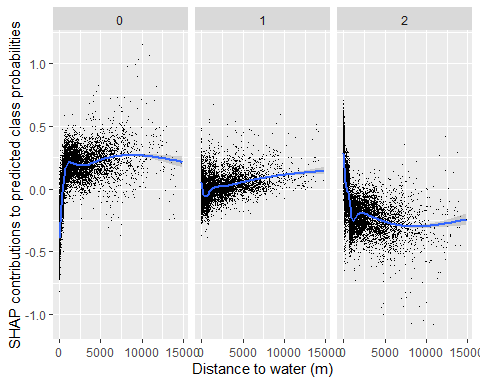 0 1 2
SHAP contributions to predicted class probabilities
1.0
0.5
0.0
-0.5
-1.0
0 5000 10000 15000 0 5000 10000 15000 0 5000 10000 15000
Distance to water (m)